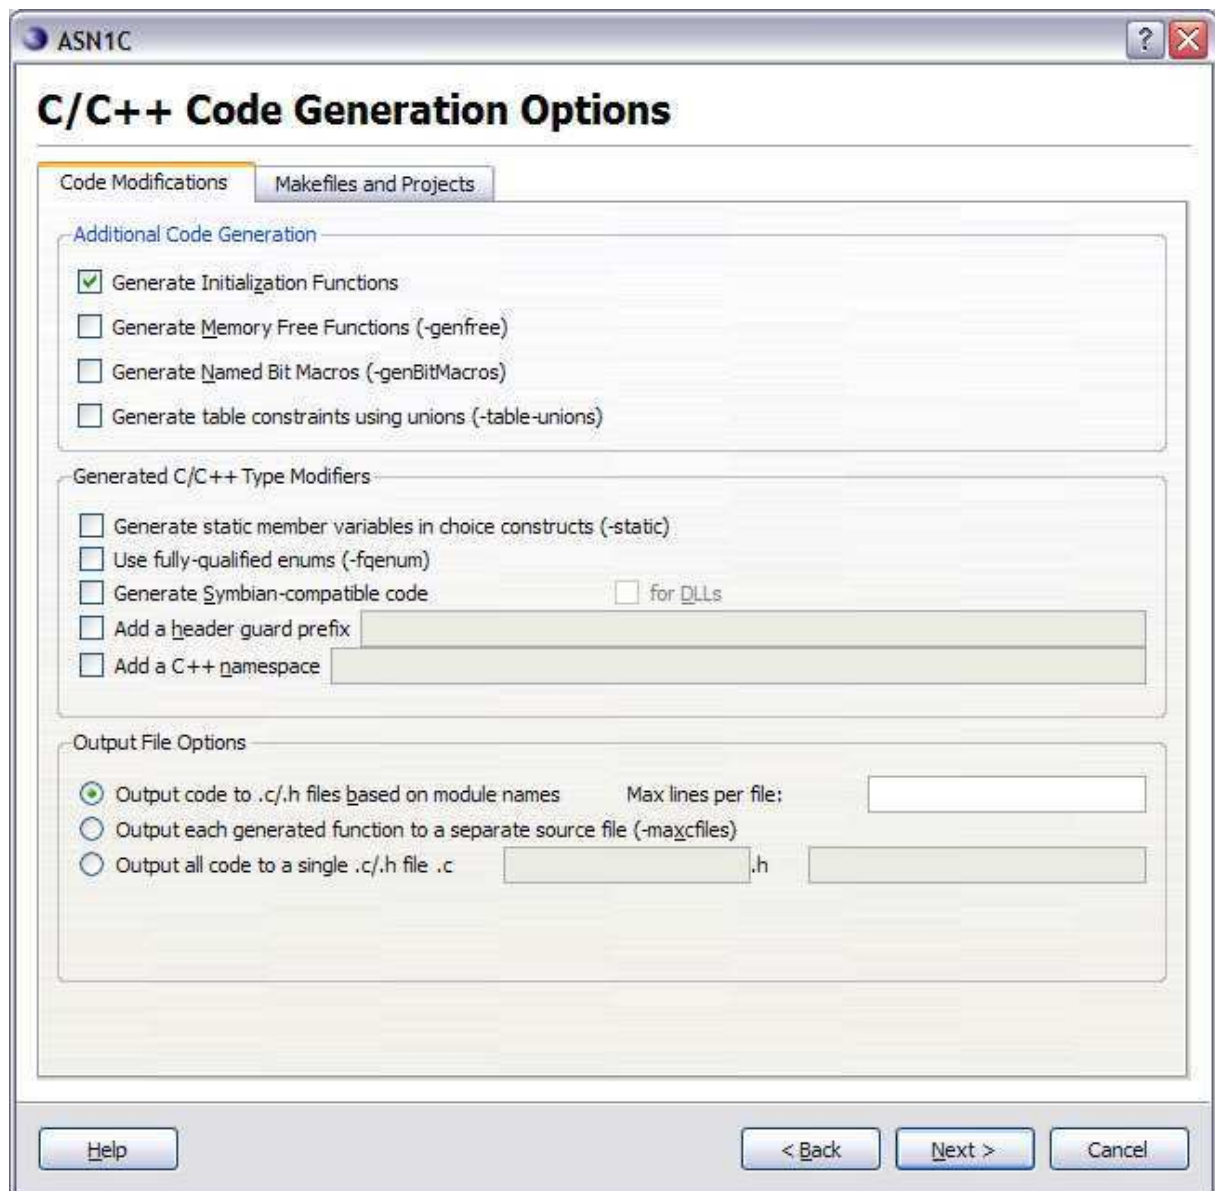 ASN1C
C/C++ Code Generation Options
Code Modifications Makefiles and Projects
Additional Code Generation
Generate Initialization Functions
Generate Memory Free Functions (-genfree)
Generate Named Bit Macros (-genBitMacros)
Generate table constraints using unions (-table-unions)
Generated C/C++ Type Modifiers
Generate static member variables in choice constructs (-static)
Use fully-qualified enums (-fqenum)
Generate Symbian-compatible code for DLLs
Add a header guard prefix
Add a C++ namespace
Output File Options
Output code to .c/.h files based on module names Max lines per file:
Output each generated function to a separate source file (-maxcfiles)
Output all code to a single .c/.h file .c .h
Help < Back Next > Cancel